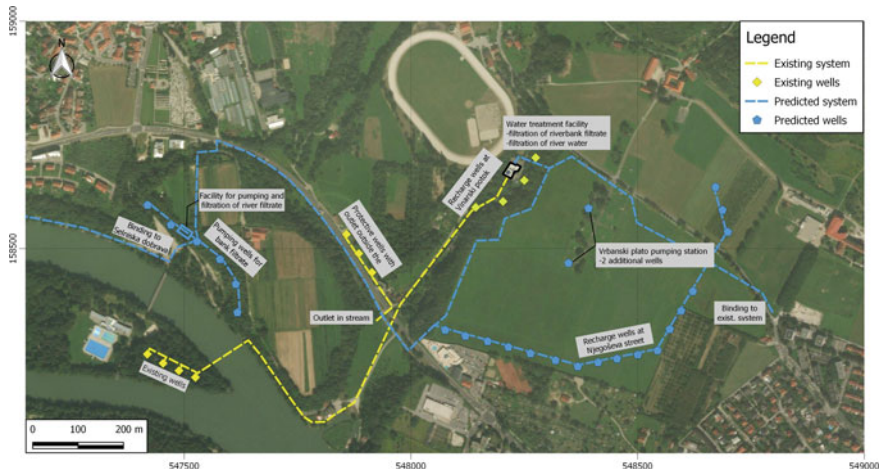 159000
N
Legend
Existing system
Existing wells
Predicted system
Predicted wells
Water treatment facility
-filtration of riverbank filtrate
-filtration of river water
Recharge wells at
Vinarski potok
Facility for pumping and
filtration of river filtrate
Protective wells with
outlet outside the
Binding to
Selniska dobrava
Pumping wells for
bank filtrate
158500
Vrbanski plato pumping station
-2 additional wells
Outlet in stream
Binding to
exist. system
Recharge wells at
Njegoševa street
Existing wells
0 100 200 m
547500
548000
548500
549000